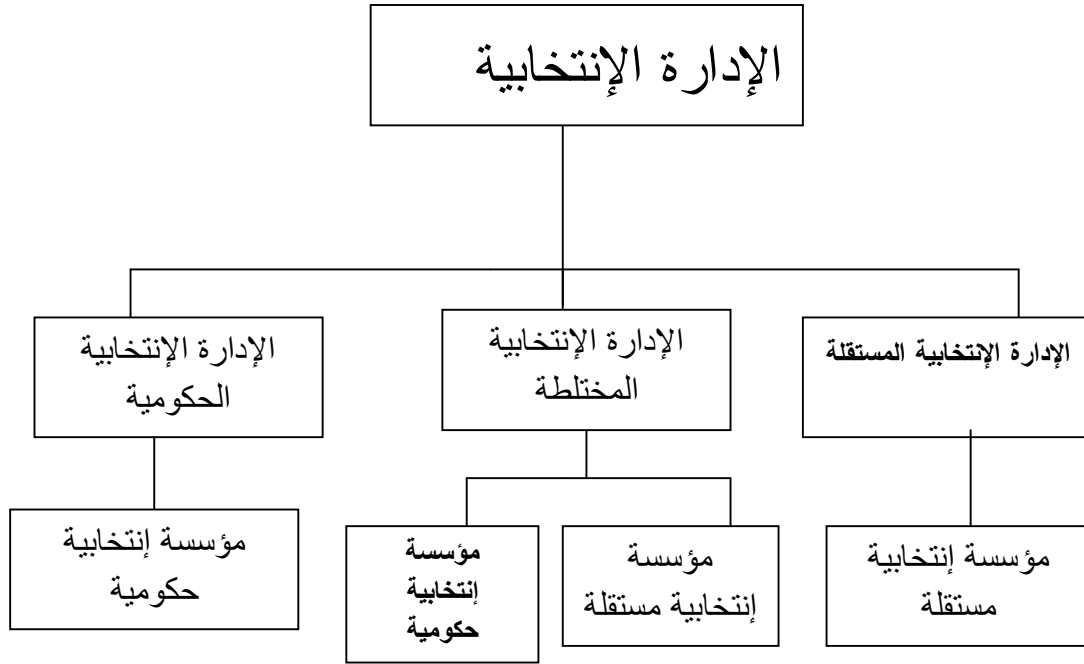 الإدارة الإنتخابية
الإدارة الإنتخابية المستقلة
الإدارة الإنتخابية
المختلطة
الإدارة الإنتخابية
الحكومية
مؤسسة إنتخابية
مستقلة
مؤسسة
إنتخابية مستقلة
مؤسسة
إنتخابية
حكومية
مؤسسة إنتخابية
حكومية